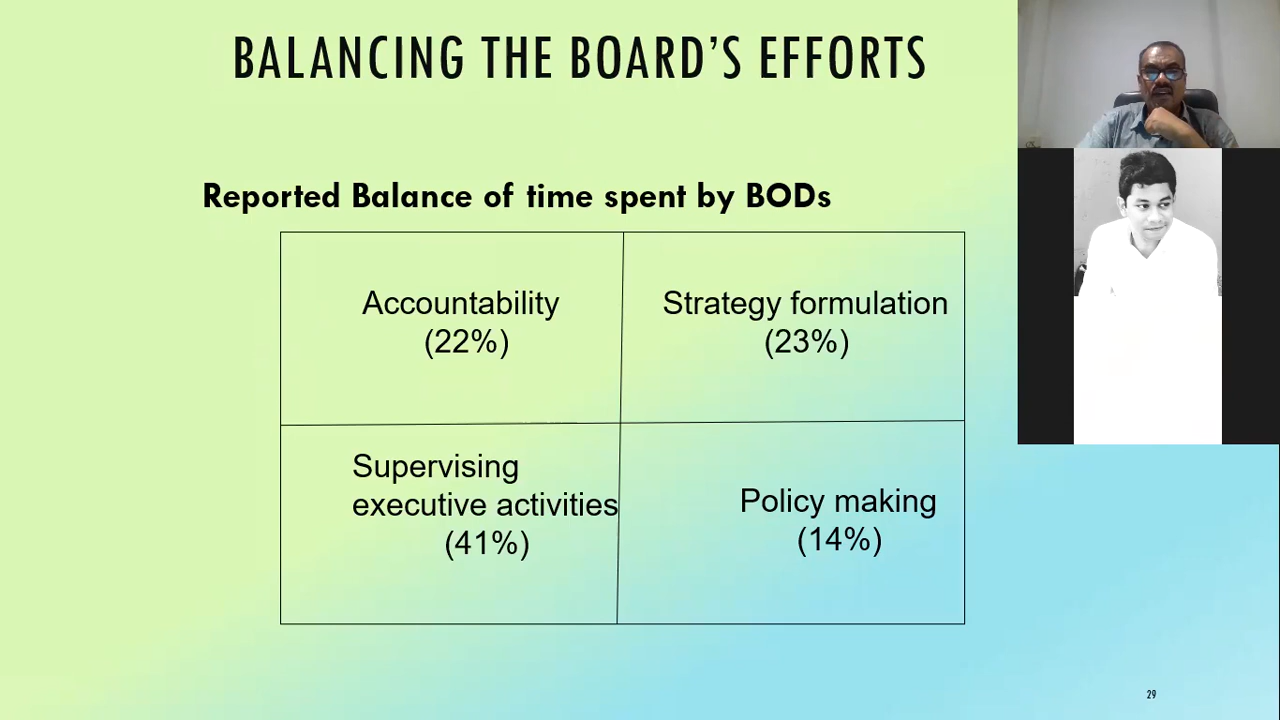 BALANCING THE BOARD’S EFFORTS
Reported Balance of time spent by BODs
Accountability
(22%)
Strategy formulation
(23%)
Supervising
executive activities
(41%)
Policy making
(14%)
29